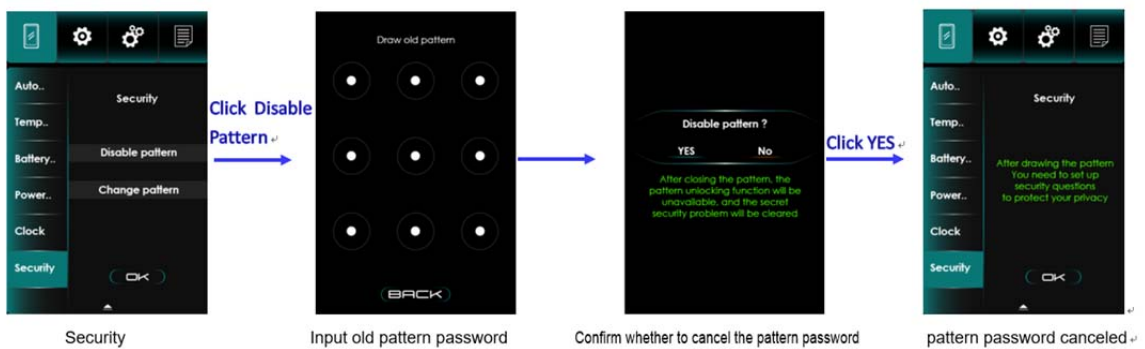 Auto..
Temp..
Battery..
Power..
Clock
Security
Security
Disable pattern
Change pattern
OK
Security
Click Disable
Pattern
Draw old pattern
BACK
Input old pattern password
Disable pattern ?
YES No
After closing the pattern, the
pattern unlocking function will be
unavailable, and the secret
security problem will be cleared
Confirm whether to cancel the pattern password
Click YES
Auto..
Temp..
Battery..
Power..
Clock
Security
Security
After drawing the pattern
You need to set up
security questions
to protect your privacy
OK
pattern password canceled